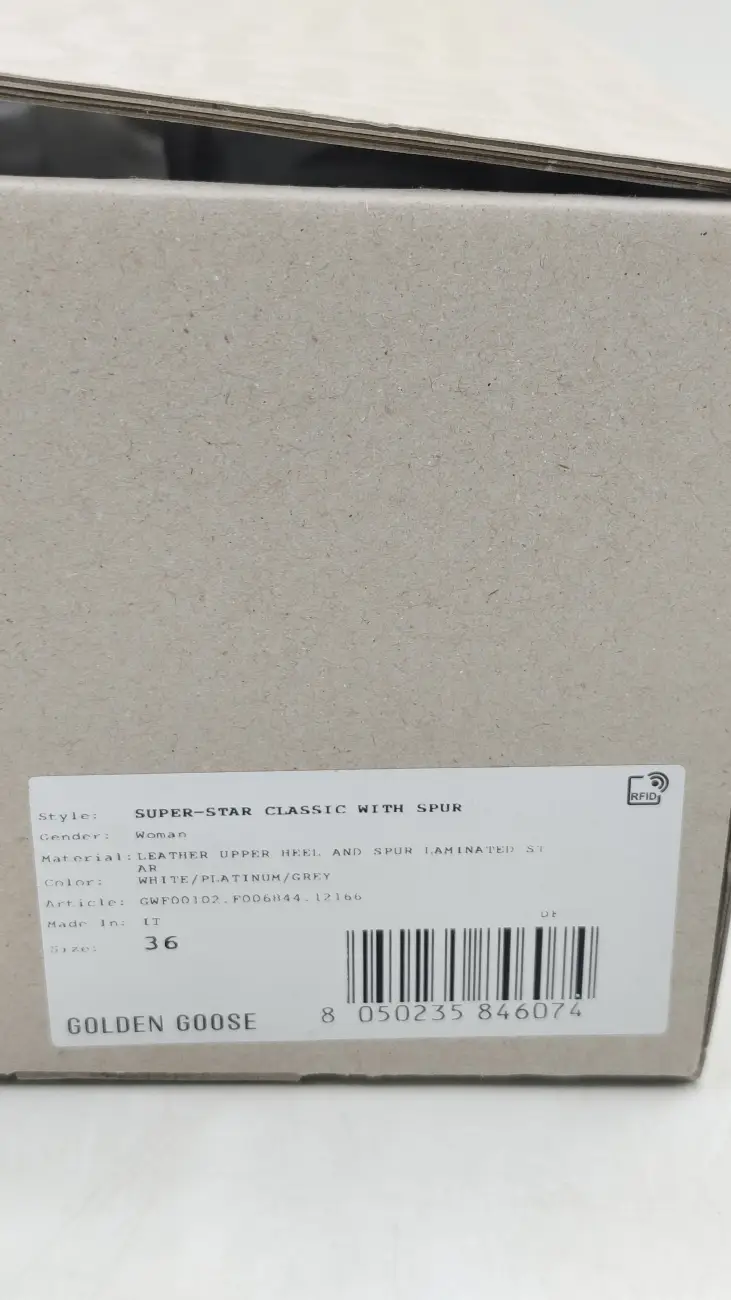 RFID
Style: SUPER-STAR CLASSIC WITH SPUR
Gender: Woman
Material: LEATHER UPPER HEEL AND SPUR LAMINATED ST
AR
Color: WHITE/PLATINUM/GREY
Article: GWF00102.F006844.12166
Made In: IT
DE
Size: 36
GOLDEN GOOSE
8 050235 846074